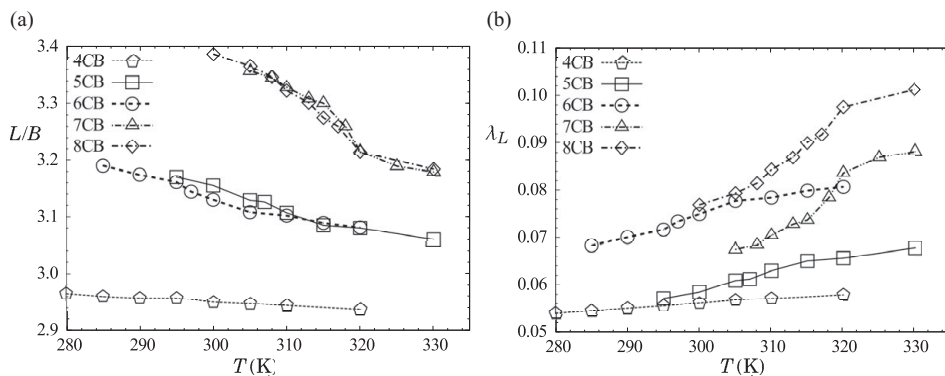 (a)
3.4
3.3
L/B
3.2
3.1
3.0
2.9
4CB
5CB
6CB
7CB
8CB
280 290 300 310 320 330
T (K)
(b)
0.11
0.10
0.09
λL
0.08
0.07
0.06
0.05
4CB
5CB
6CB
7CB
8CB
280 290 300 310 320 330
T (K)